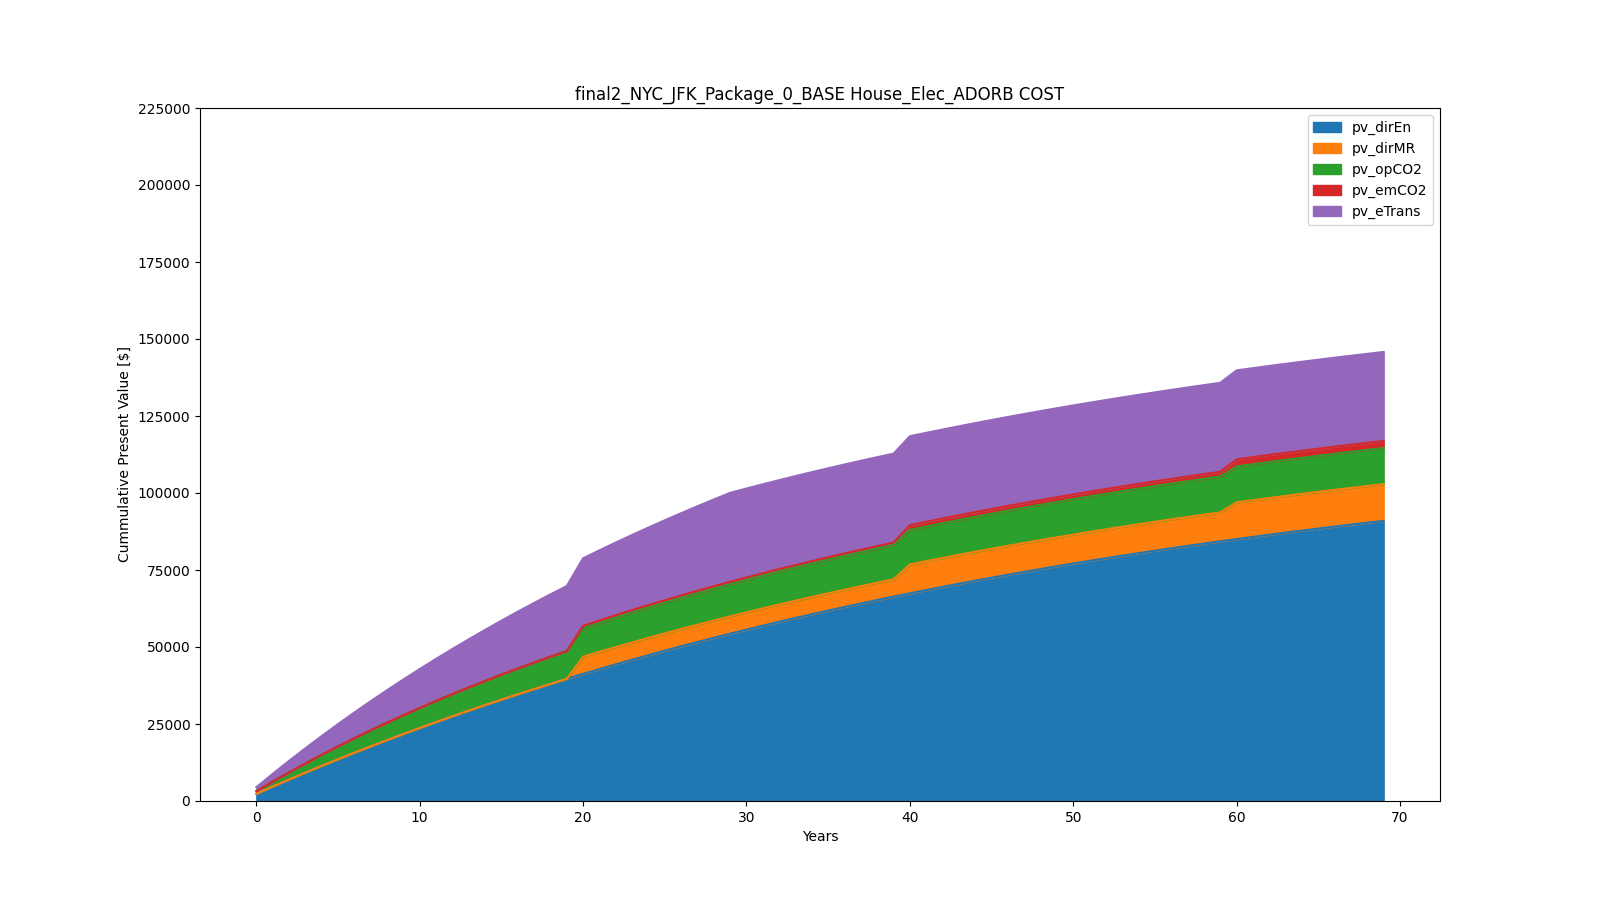 final2_NYC_JFK_Package_0_BASE House_Elec_ADORB COST
225000
200000
175000
150000
125000
100000
75000
50000
25000
0
Cummulative Present Value [$]
pv_dirEn
pv_dirMR
pv_opCO2
pv_emCO2
pv_eTrans
0 10 20 30 40 50 60 70
Years